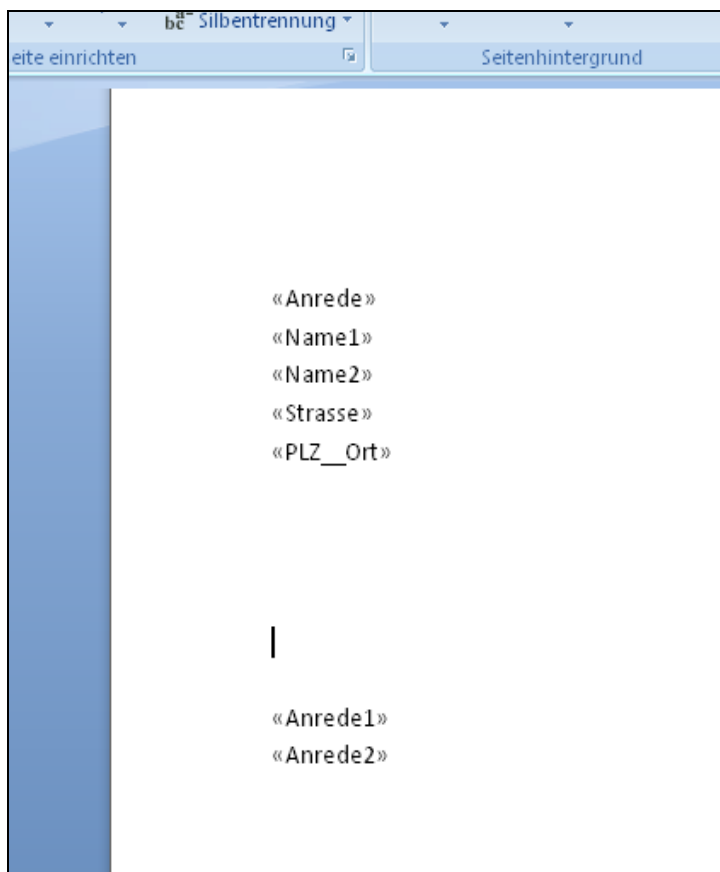 Silbentrennung
eite einrichten
Seitenhintergrund
«Anrede»
«Name1»
«Name2»
«Strasse»
«PLZ__Ort»
«Anrede1»
«Anrede2»